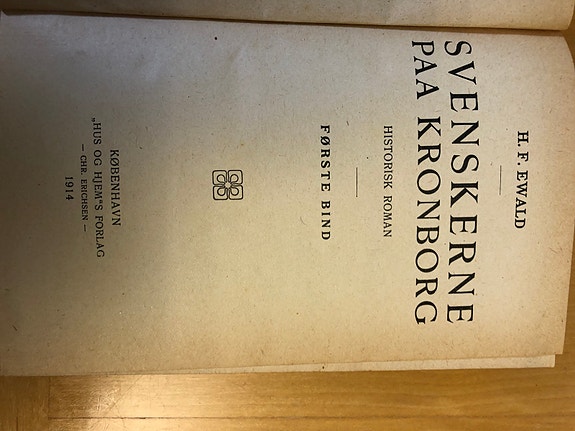 H. F. EWALD
SVENSKERNE
PAA KRONBORG
HISTORISK ROMAN
FØRSTE BIND
KØBENHAVN
„HUS OG HJEM"S FORLAG
— CHR. ERICHSEN —
1914